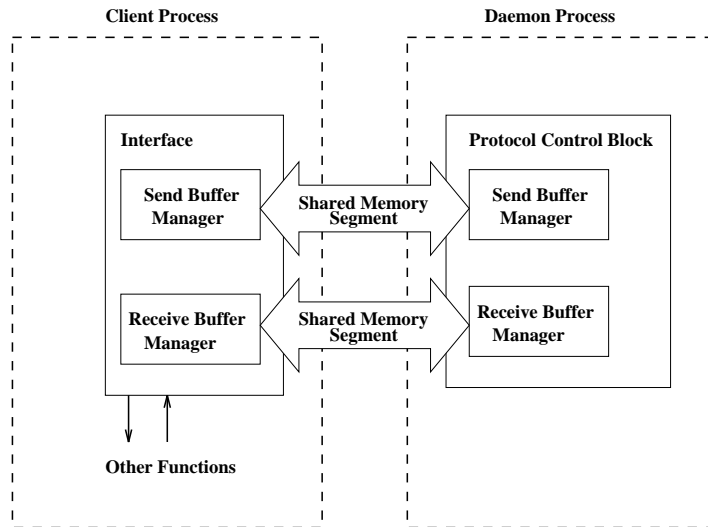 Client Process
Daemon Process
Interface
Send Buffer
Manager
Receive Buffer
Manager
Shared Memory
Segment
Shared Memory
Segment
Protocol Control Block
Send Buffer
Manager
Receive Buffer
Manager
Other Functions